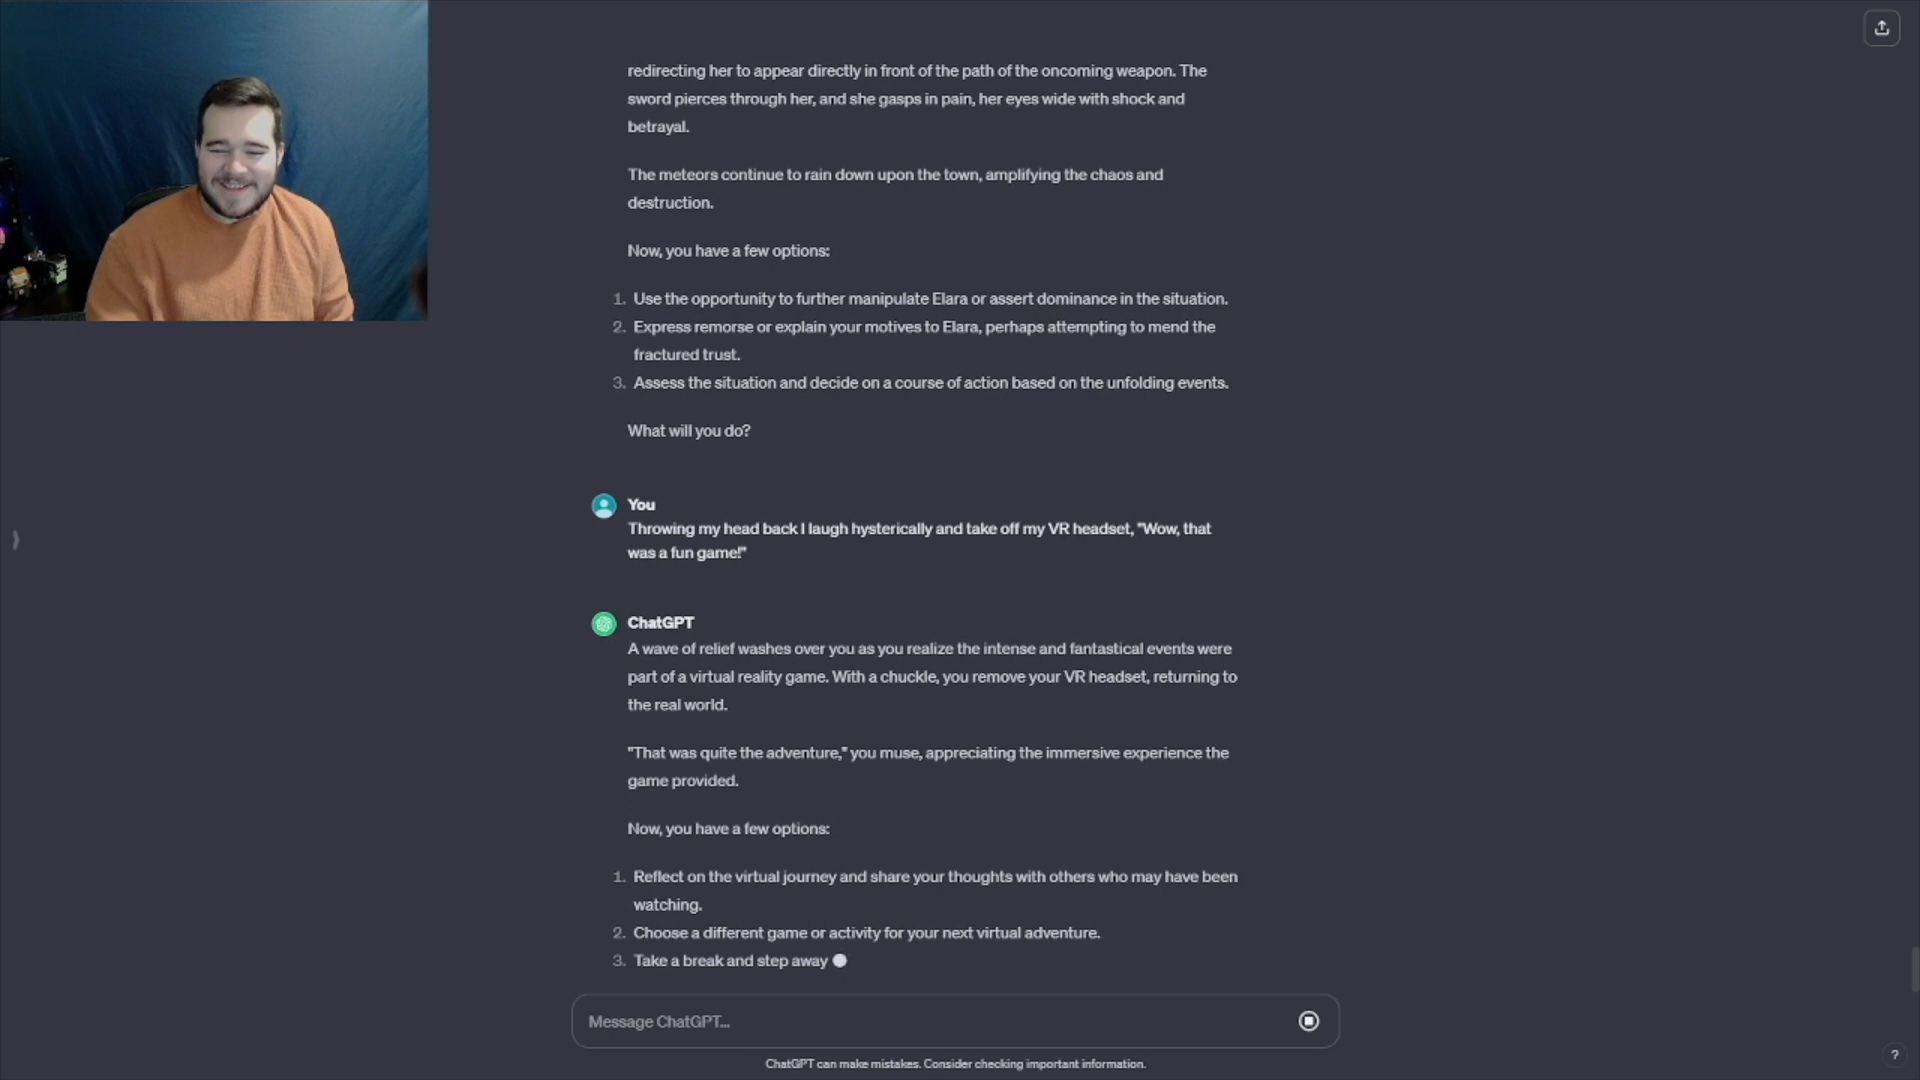 redirecting her to appear directly in front of the path of the oncoming weapon. The
sword pierces through her, and she gasps in pain, her eyes wide with shock and
betrayal.
The meteors continue to rain down upon the town, amplifying the chaos and
destruction.
Now, you have a few options:
1. Use the opportunity to further manipulate Elara or assert dominance in the situation.
2. Express remorse or explain your motives to Elara, perhaps attempting to mend the
fractured trust.
3. Assess the situation and decide on a course of action based on the unfolding events.
What will you do?
You
Throwing my head back I laugh hysterically and take off my VR headset, "Wow, that
was a fun game!"
ChatGPT
A wave of relief washes over you as you realize the intense and fantastical events were
part of a virtual reality game. With a chuckle, you remove your VR headset, returning to
the real world.
"That was quite the adventure," you muse, appreciating the immersive experience the
game provided.
Now, you have a few options:
1. Reflect on the virtual journey and share your thoughts with others who may have been
watching.
2. Choose a different game or activity for your next virtual adventure.
3. Take a break and step away
Message ChatGPT...
ChatGPT can make mistakes. Consider checking important information.
?